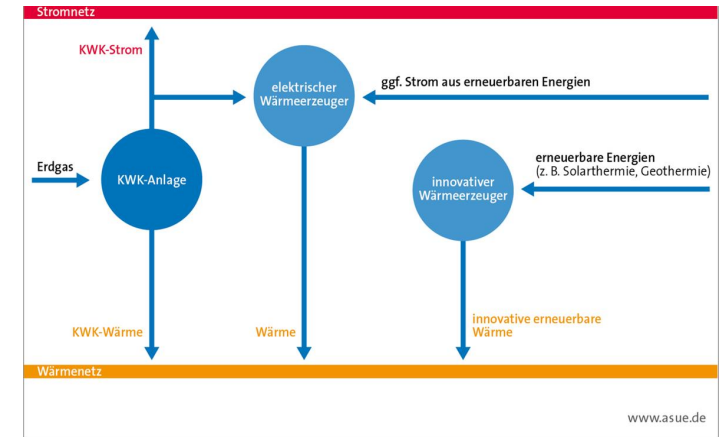 Stromnetz
KWK-Strom
elektrischer
Wärmeerzeuger
ggf. Strom aus erneuerbaren Energien
Erdgas
KWK-Anlage
innovativer
Wärmeerzeuger
erneuerbare Energien
(z. B. Solarthermie, Geothermie)
KWK-Wärme
Wärme
innovative erneuerbare
Wärme
Wärmenetz
www.asue.de